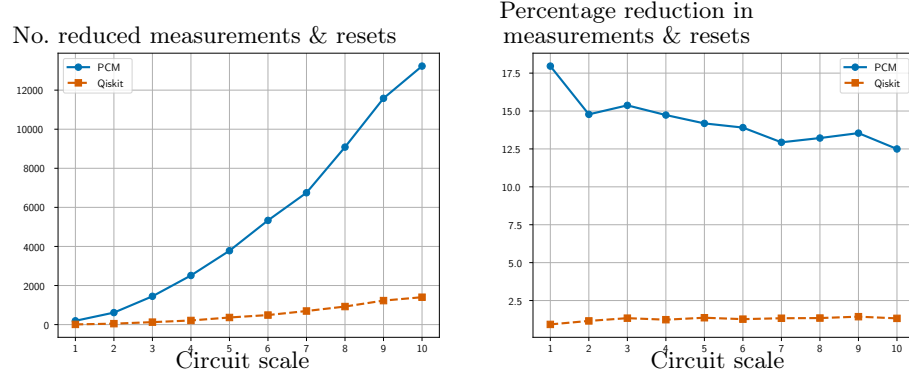 No. reduced measurements & resets
PCM
Qiskit
12000
10000
8000
6000
4000
2000
0
1 2 3 4 5 6 7 8 9 10
Circuit scale
Percentage reduction in
measurements & resets
PCM
Qiskit
17.5
15.0
12.5
10.0
7.5
5.0
2.5
1 2 3 4 5 6 7 8 9 10
Circuit scale